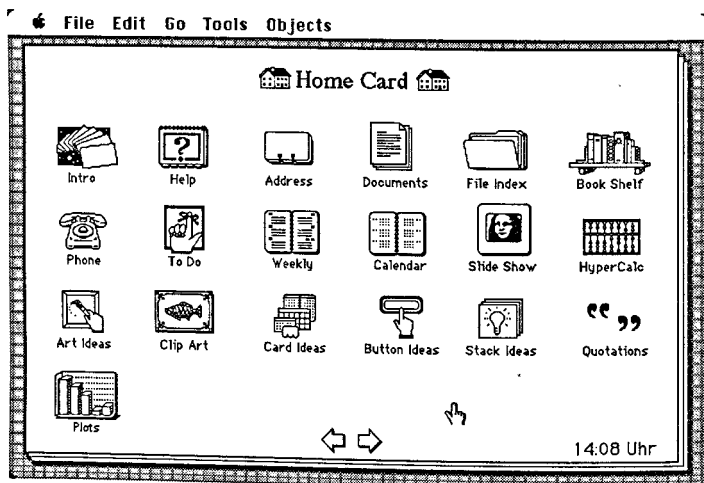 File Edit Go Tools Objects
Home Card
Intro Help Address Documents File Index Book Shelf
Phone To Do Weekly Calendar Slide Show HyperCalc
Art Ideas Clip Art Card Ideas Button Ideas Stack Ideas Quotations
Plots
14:08 Uhr